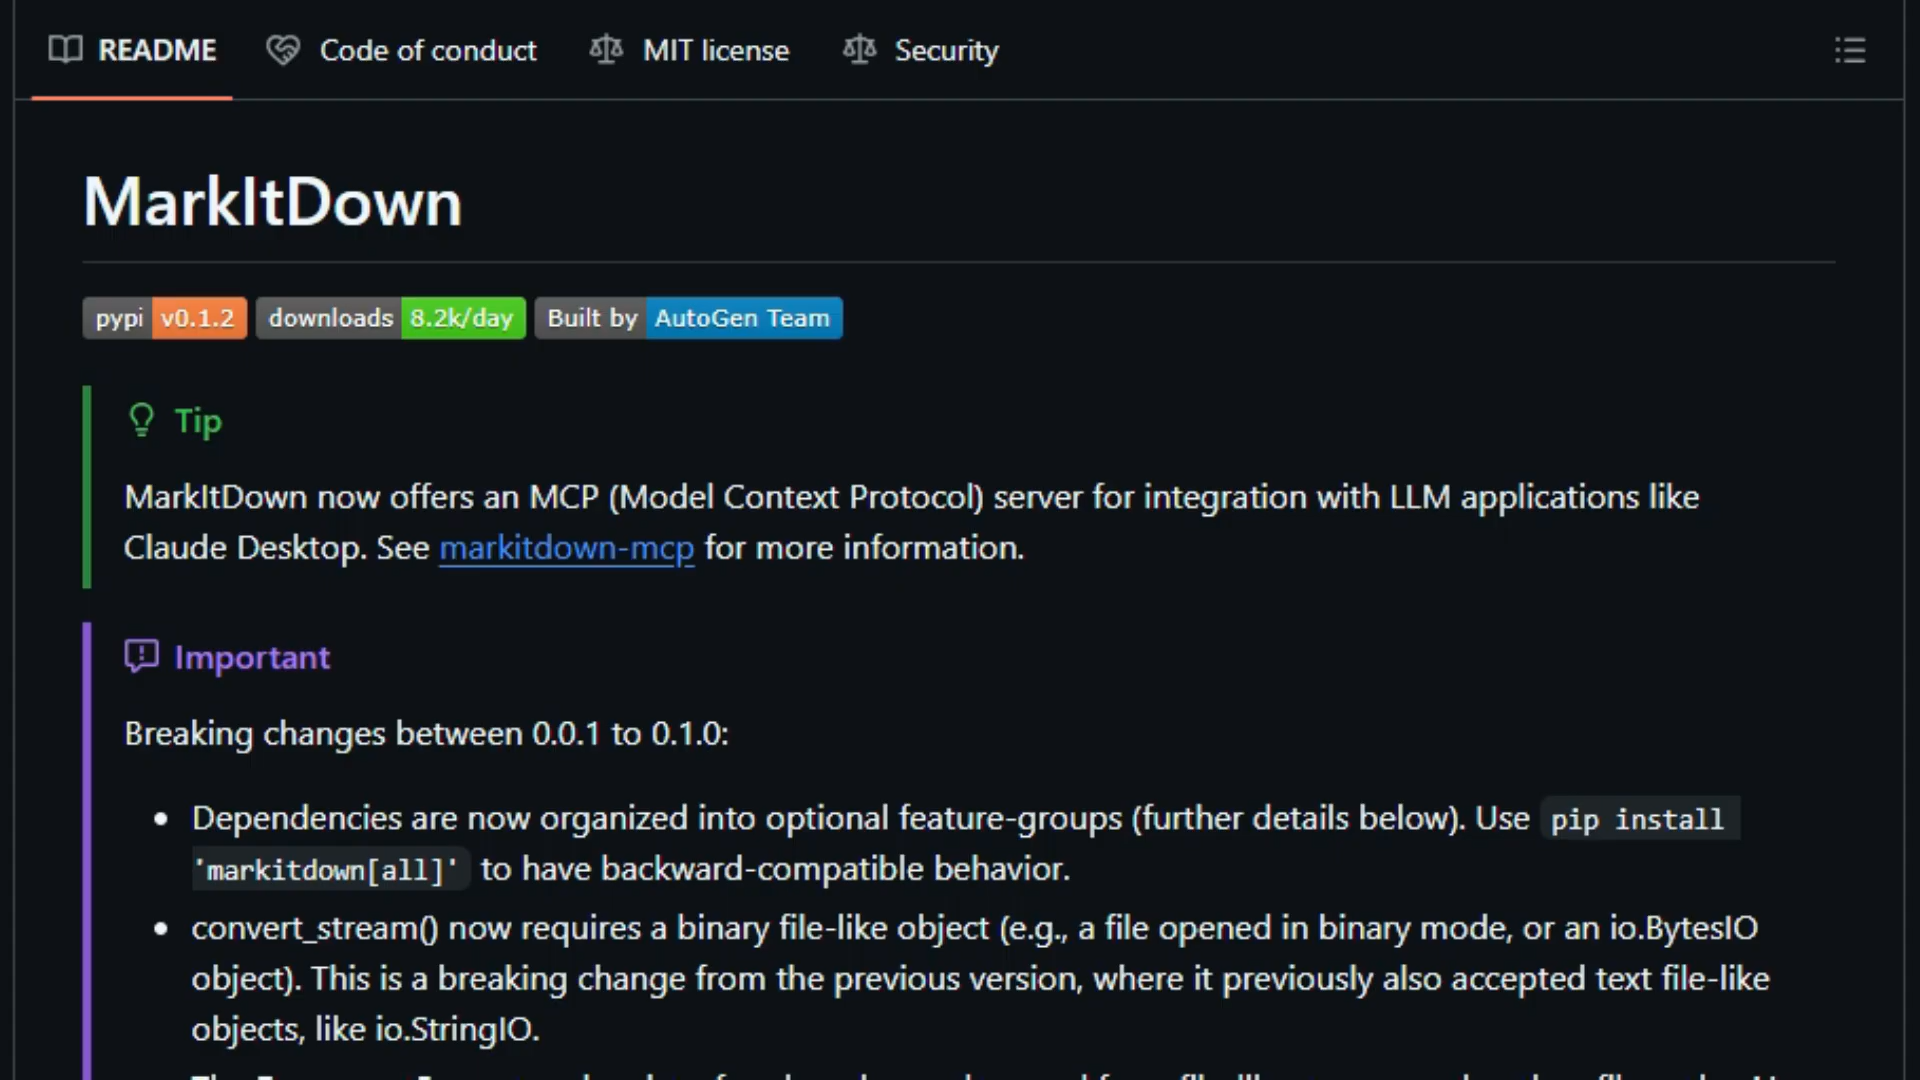 README Code of conduct MIT license Security
MarkItDown
pypi v0.1.2 downloads 8.2k/day Built by AutoGen Team
Tip
MarkItDown now offers an MCP (Model Context Protocol) server for integration with LLM applications like
Claude Desktop. See markitdown-mcp for more information.
Important
Breaking changes between 0.0.1 to 0.1.0:
• Dependencies are now organized into optional feature-groups (further details below). Use pip install
'markitdown[all]' to have backward-compatible behavior.
• convert_stream() now requires a binary file-like object (e.g., a file opened in binary mode, or an io.BytesIO
object). This is a breaking change from the previous version, where it previously also accepted text file-like
objects, like io.StringIO.